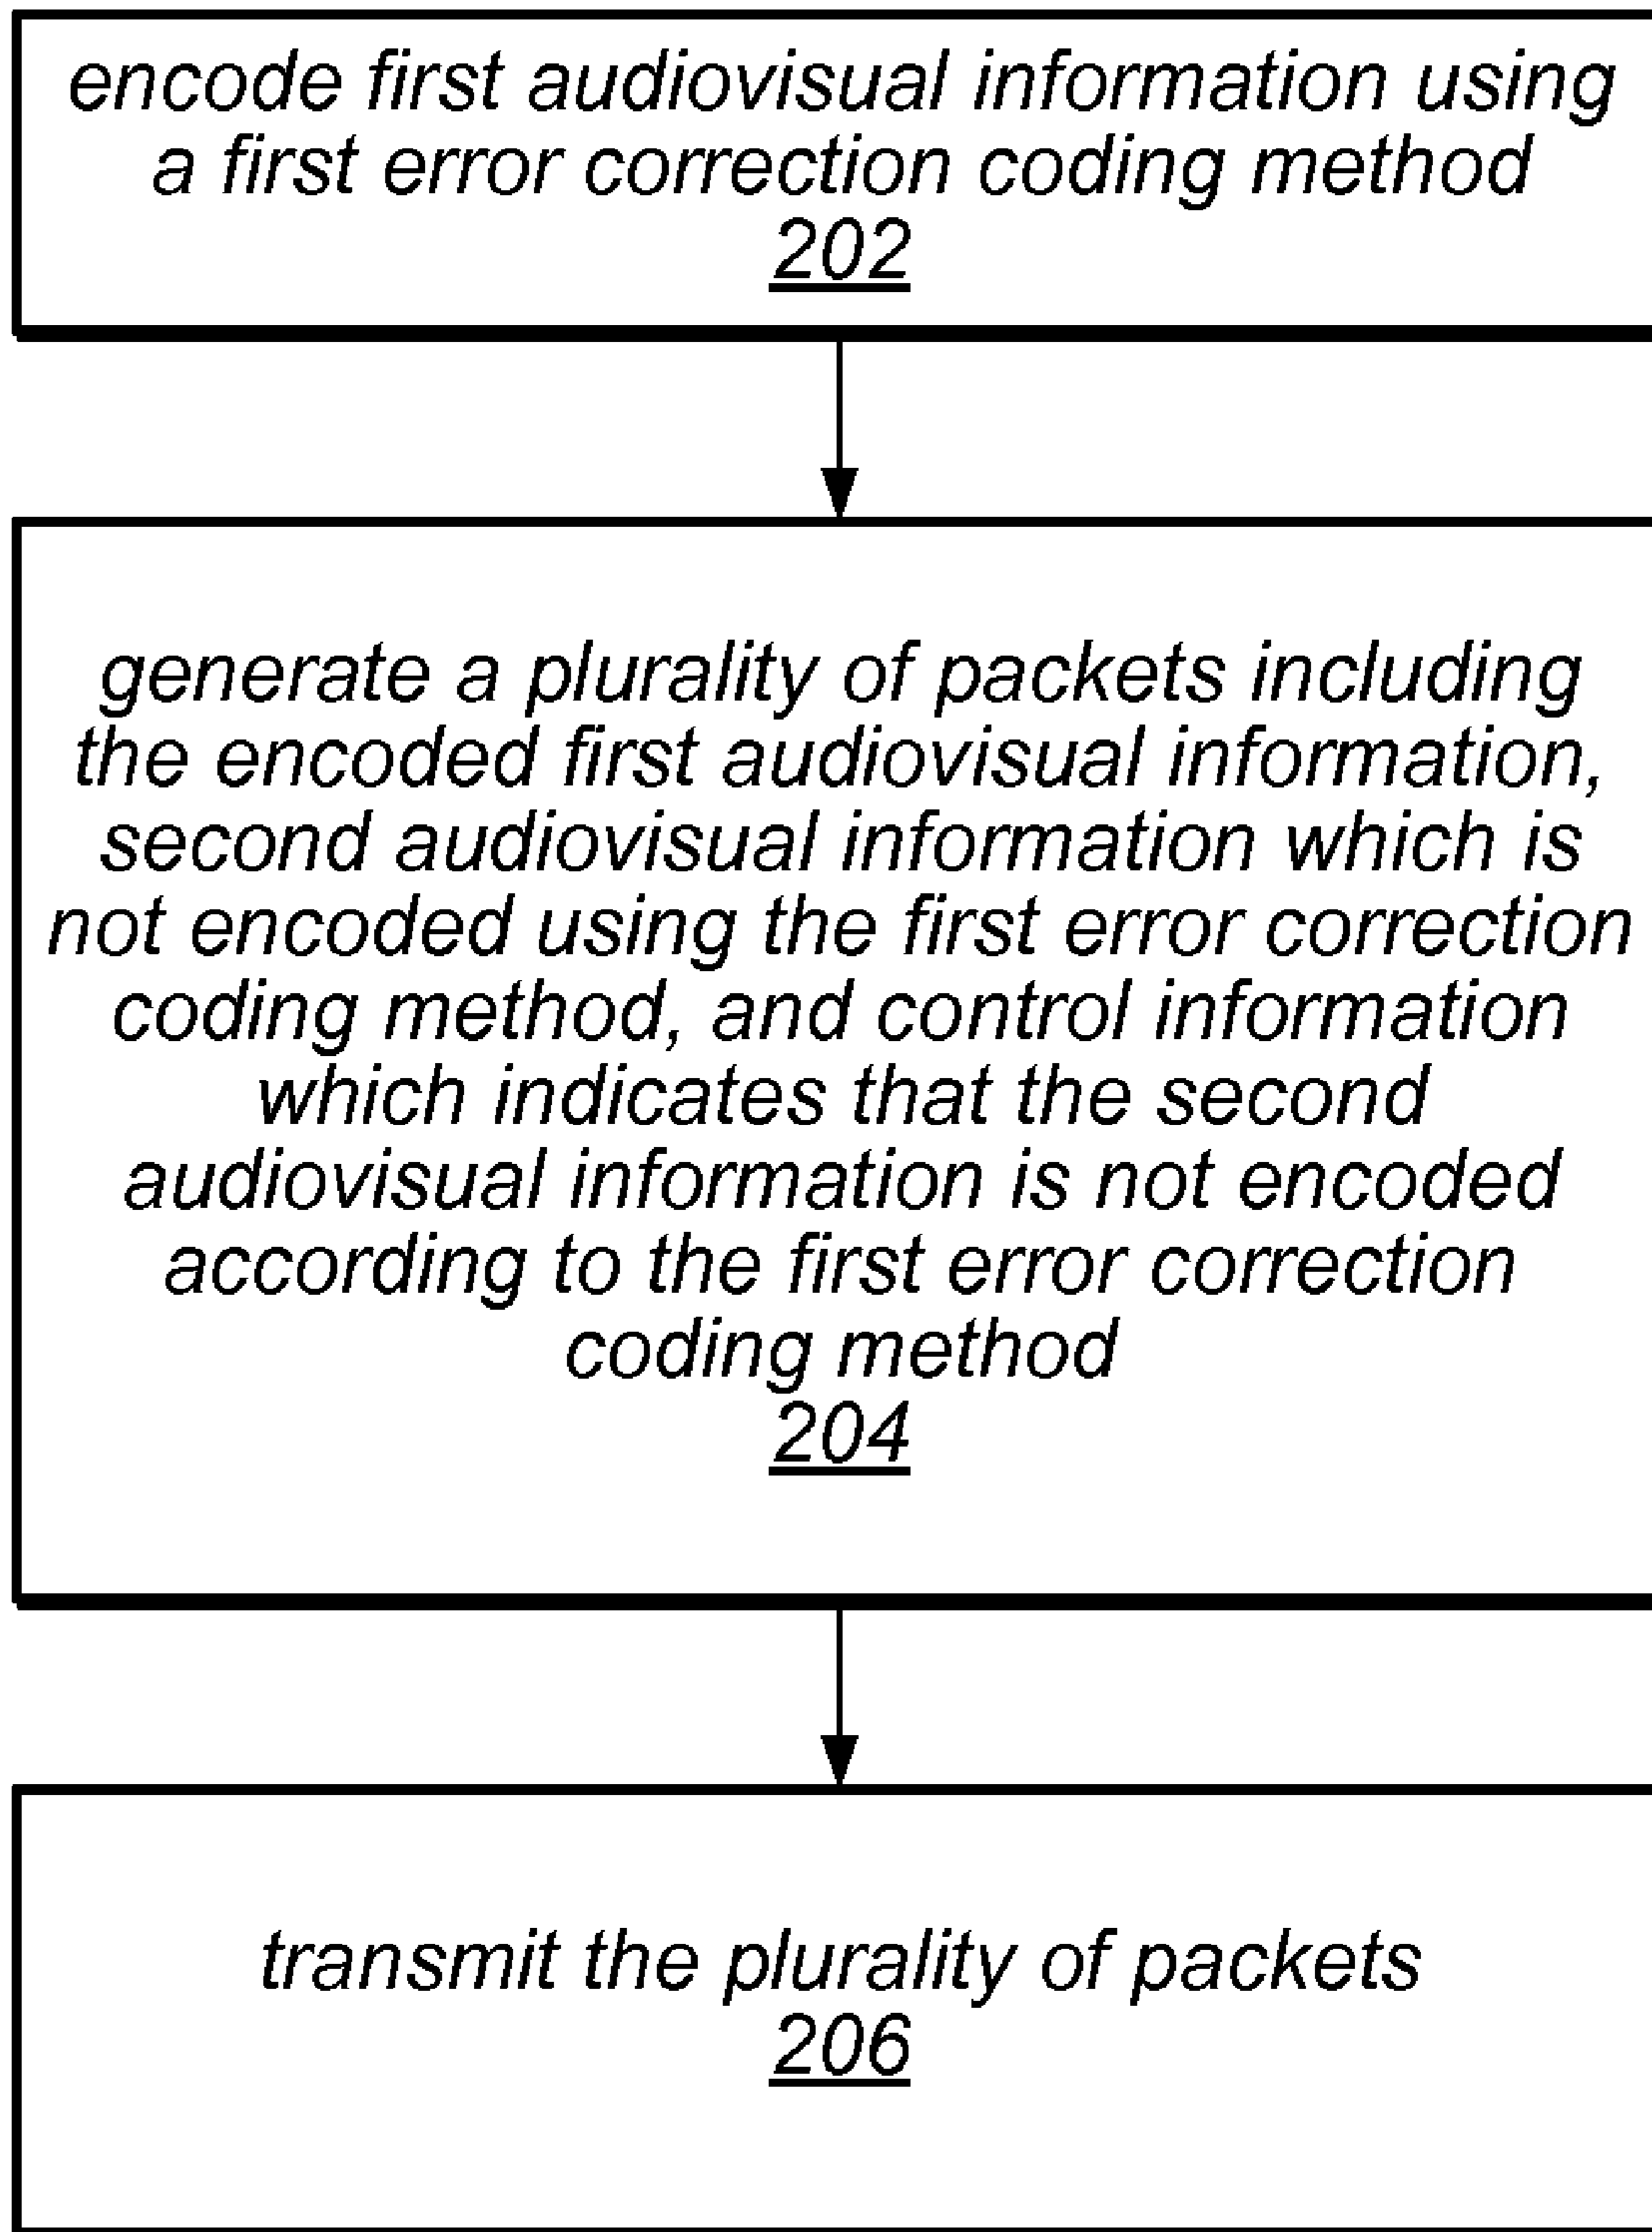 encode first audiovisual information using
a first error correction coding method
202
generate a plurality of packets including
the encoded first audiovisual information,
second audiovisual information which is
not encoded using the first error correction
coding method, and control information
which indicates that the second
audiovisual information is not encoded
according to the first error correction
coding method
204
transmit the plurality of packets
206